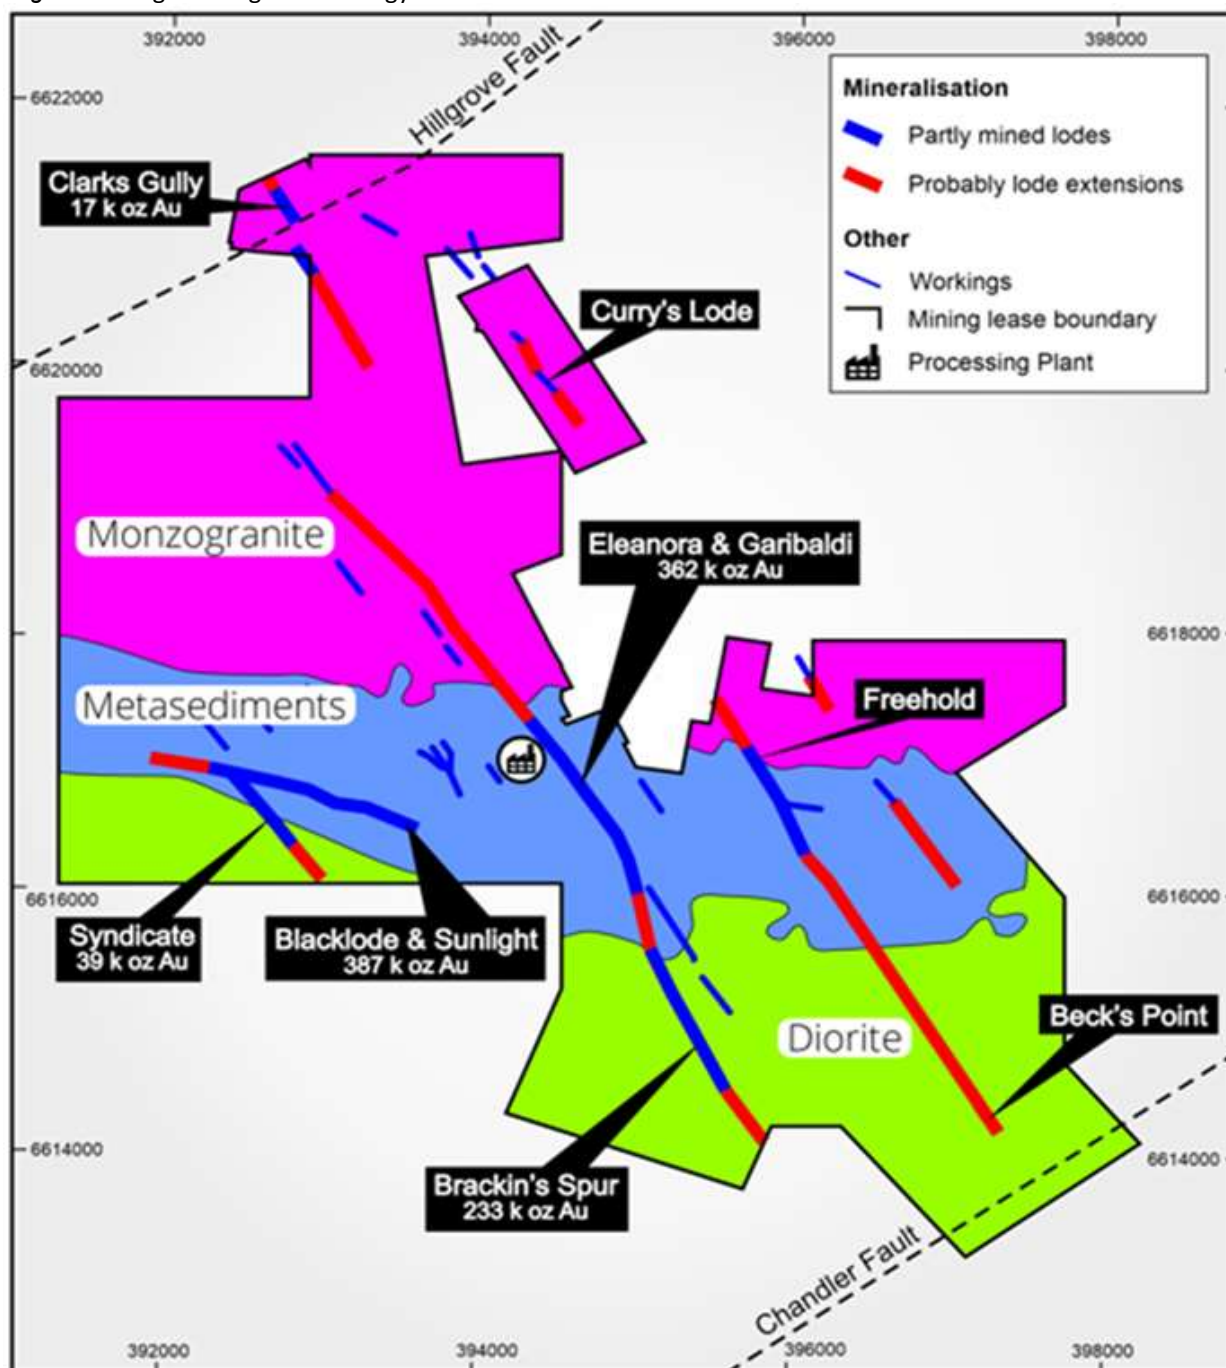 392000
394000
396000
398000
Hillgrove Fault
6622000
Mineralisation
Partly mined lodes
Probably lode extensions
Other
Workings
Mining lease boundary
Processing Plant
Clarks Gully
17 k oz Au
Curry's Lode
6620000
Monzogranite
Eleanora & Garibaldi
362 k oz Au
6618000
Freehold
Metasediments
6616000
6616000
Syndicate
39 k oz Au
Blacklode & Sunlight
387 k oz Au
Diorite
Beck's Point
6614000
6614000
Brackin's Spur
233 k oz Au
Chandler Fault
392000
394000
396000
398000